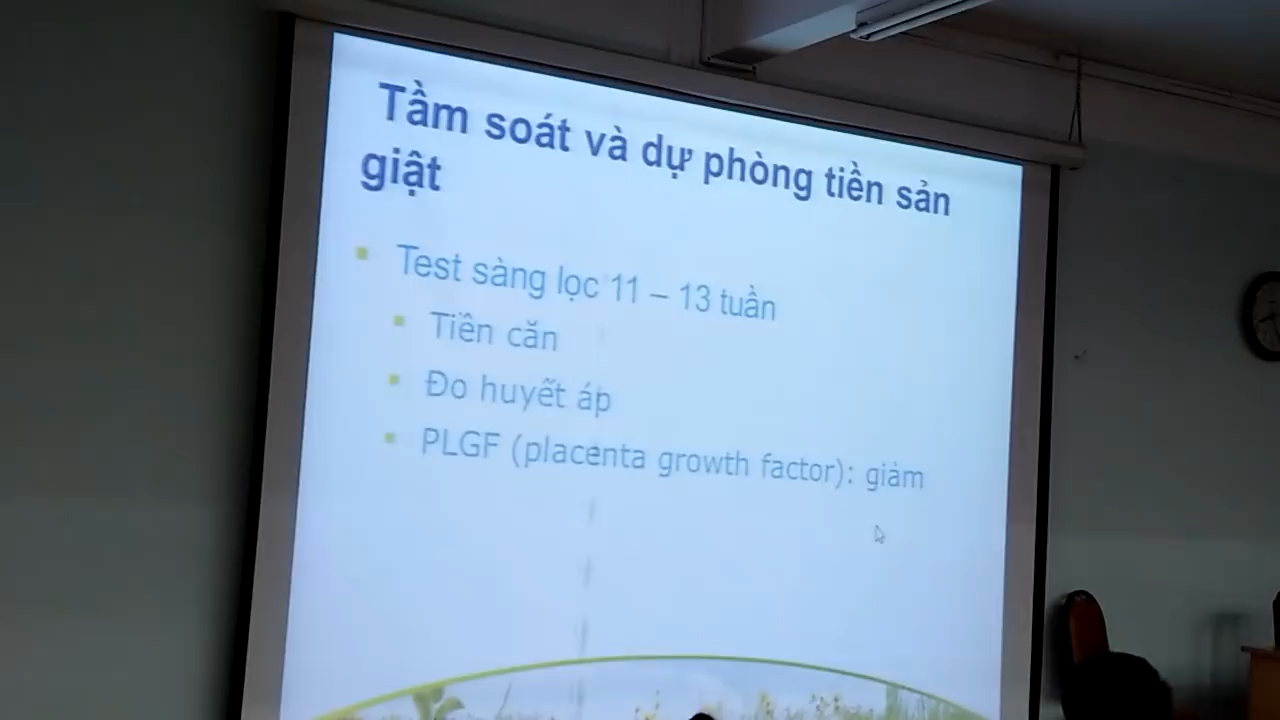 Tầm soát và dự phòng tiền sản
giật
Test sàng lọc 11 – 13 tuần
Tiền căn
Đo huyết áp
PLGF (placenta growth factor): giảm